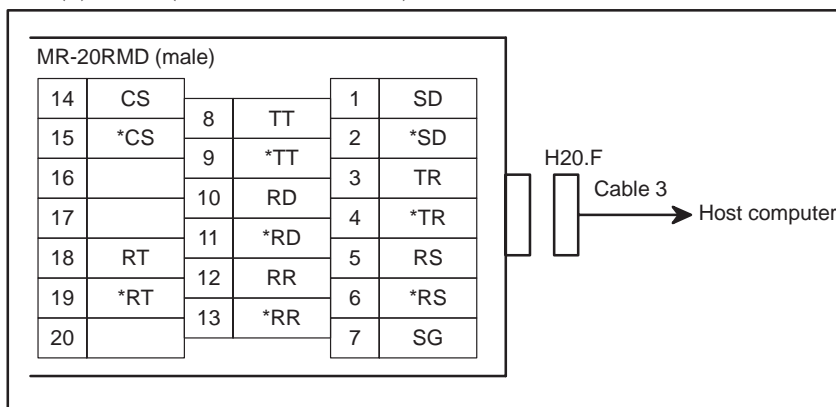 MR-20RMD (male)
14 CS
15 *CS
16
17
18 RT
19 *RT
20
8 TT
9 *TT
10 RD
11 *RD
12 RR
13 *RR
1 SD
2 *SD
3 TR
4 *TR
5 RS
6 *RS
7 SG
H20.F
Cable 3
Host computer